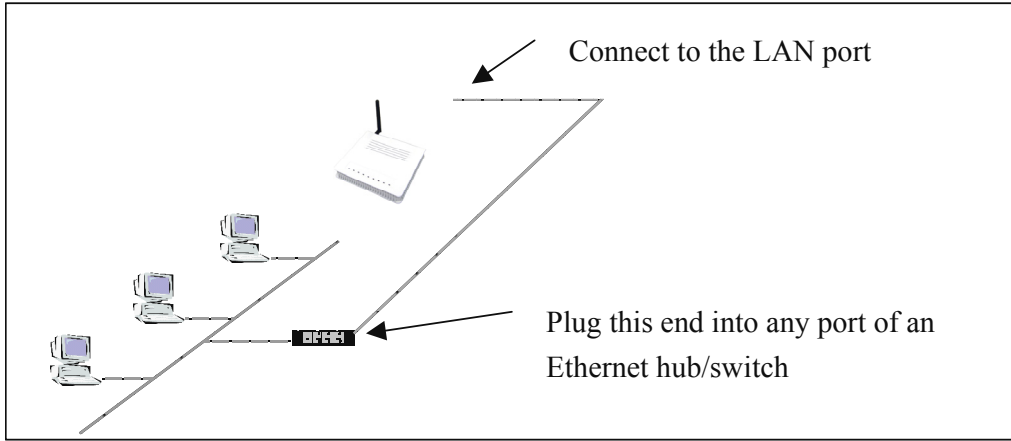 Connect to the LAN port
Plug this end into any port of an
Ethernet hub/switch